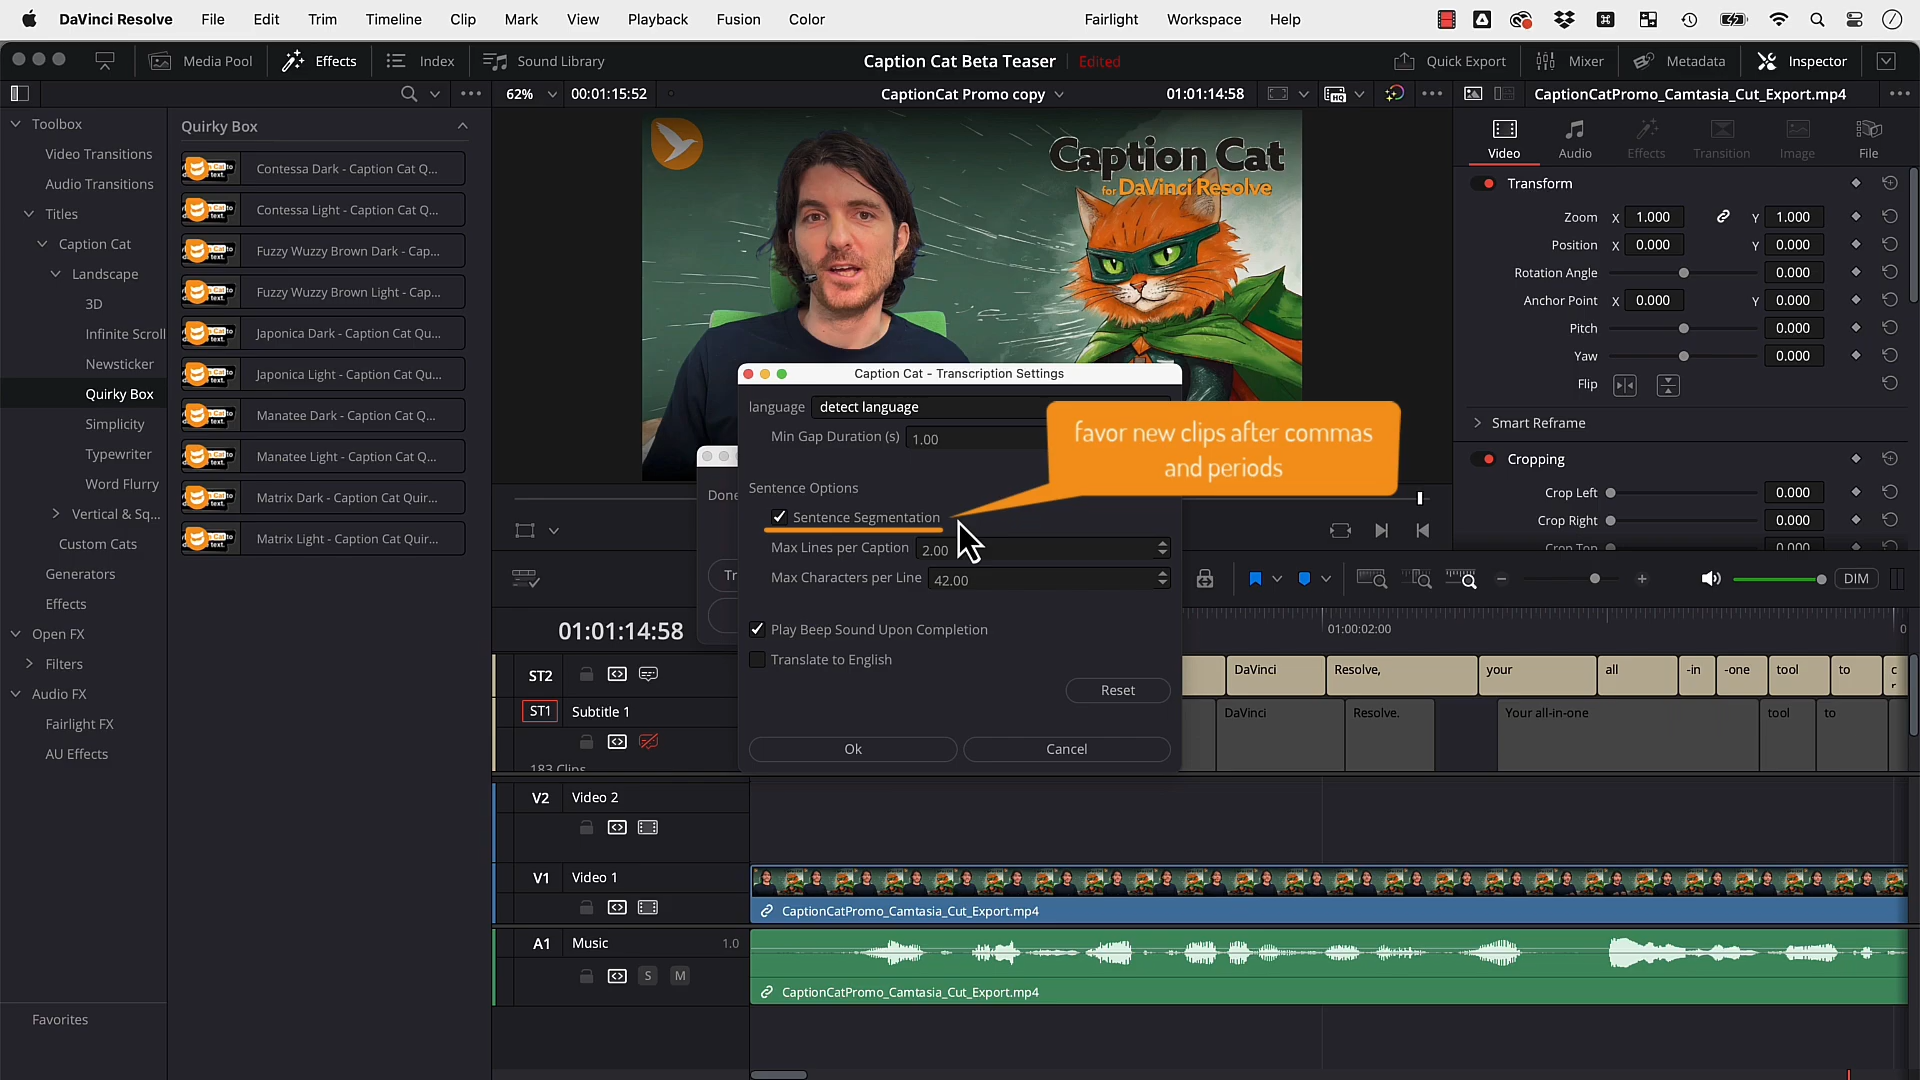 DaVinci Resolve File Edit Trim Timeline Clip Mark View Playback Fusion Color Fairlight Workspace Help
Media Pool Effects Index Sound Library Caption Cat Beta Teaser Edited Quick Export Mixer Metadata Inspector
62% 00:01:15:52 CaptionCat Promo copy 01:01:14:58 CaptionCatPromo_Camtasia_Cut_Export.mp4
Toolbox
Video Transitions
Audio Transitions
Titles
Caption Cat
Landscape
3D
Infinite Scroll
Newsticker
Quirky Box
Simplicity
Typewriter
Word Flurry
Vertical & Sq...
Custom Cats
Generators
Effects
Open FX
Filters
Audio FX
Fairlight FX
AU Effects
Favorites
Quirky Box
Contessa Dark - Caption Cat Q...
Contessa Light - Caption Cat Q...
Fuzzy Wuzzy Brown Dark - Cap...
Fuzzy Wuzzy Brown Light - Cap...
Japonica Dark - Caption Cat Qu...
Japonica Light - Caption Cat Qu...
Manatee Dark - Caption Cat Q...
Manatee Light - Caption Cat Q...
Matrix Dark - Caption Cat Quir...
Matrix Light - Caption Cat Quir...
Caption Cat
for DaVinci Resolve
Caption Cat - Transcription Settings
language detect language
Min Gap Duration (s) 1.00
favor new clips after commas
and periods
Sentence Options
Sentence Segmentation
Max Lines per Caption 2.00
Max Characters per Line 42.00
Play Beep Sound Upon Completion
Translate to English
Reset
Ok Cancel
Done
Tr
Video Audio Effects Transition Image File
Transform
Zoom X 1.000 Y 1.000
Position X 0.000 Y 0.000
Rotation Angle 0.000
Anchor Point X 0.000 Y 0.000
Pitch 0.000
Yaw 0.000
Flip
Smart Reframe
Cropping
Crop Left 0.000
Crop Right 0.000
Crop Top 0.000
DIM
01:01:14:58
01:00:02:00
0
ST2 DaVinci Resolve, your all -in -one tool to c
r
ST1 Subtitle 1 DaVinci Resolve. Your all-in-one tool to
183 Clips
V2 Video 2
V1 Video 1
CaptionCatPromo_Camtasia_Cut_Export.mp4
A1 Music 1.0
S M
CaptionCatPromo_Camtasia_Cut_Export.mp4